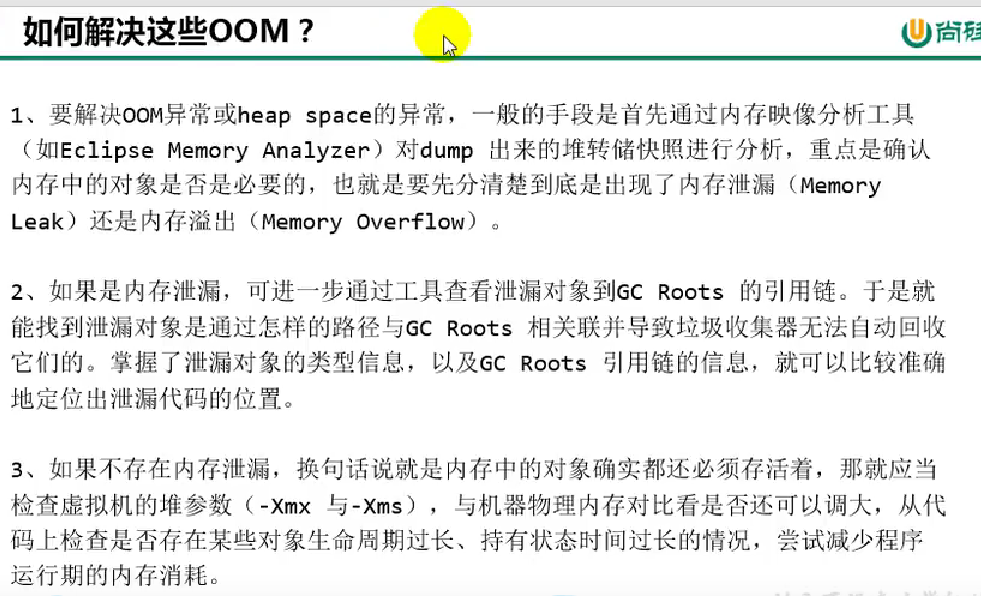 如何解决这些OOM？
尚硅
1、要解决OOM异常或heap space的异常，一般的手段是首先通过内存映像分析工具
（如Eclipse Memory Analyzer）对dump 出来的堆转储快照进行分析，重点是确认
内存中的对象是否是必要的，也就是要先分清楚到底是出现了内存泄漏（Memory
Leak）还是内存溢出（Memory Overflow）。
2、如果是内存泄漏，可进一步通过工具查看泄漏对象到GC Roots 的引用链。于是就
能找到泄漏对象是通过怎样的路径与GC Roots 相关联并导致垃圾收集器无法自动回收
它们的。掌握了泄漏对象的类型信息，以及GC Roots 引用链的信息，就可以比较准确
地定位出泄漏代码的位置。
3、如果不存在内存泄漏，换句话说就是内存中的对象确实都还必须存活着，那就应当
检查虚拟机的堆参数（-Xmx 与-Xms），与机器物理内存对比看是否还可以调大，从代
码上检查是否存在某些对象生命周期过长、持有状态时间过长的情况，尝试减少程序
运行期的内存消耗。